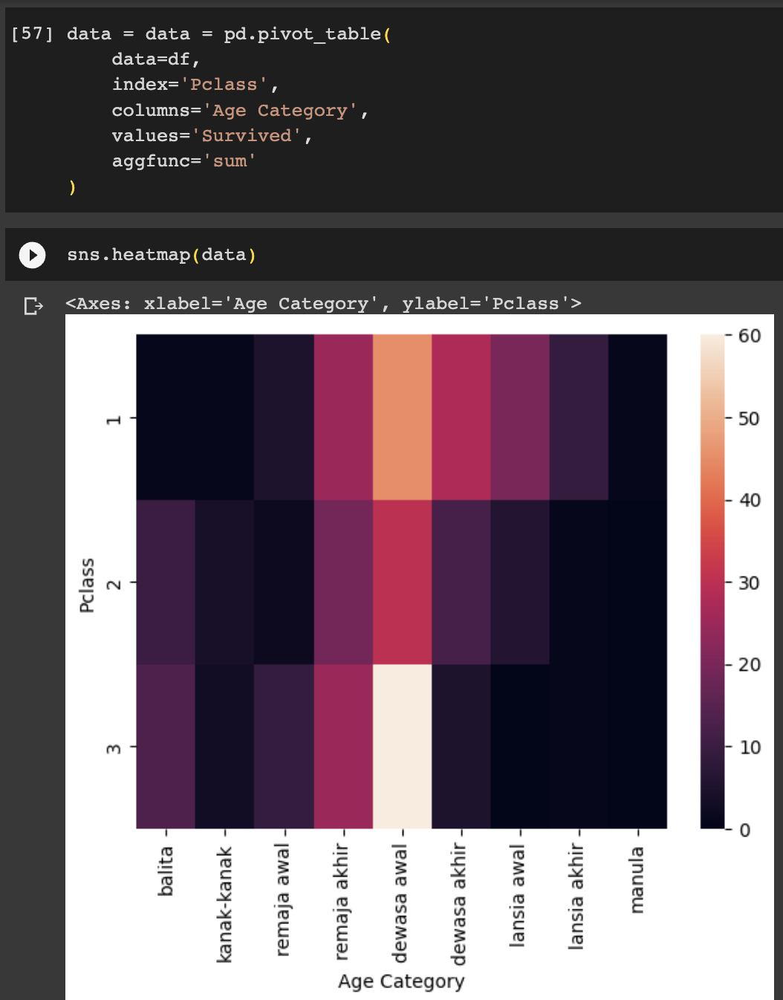 [57] data = data = pd.pivot_table(
data=df,
index='Pclass',
columns='Age Category',
values='Survived',
aggfunc='sum'
)
sns.heatmap(data)
<Axes: xlabel='Age Category', ylabel='Pclass'>
60
50
40
30
20
10
0
Pclass
1
2
3
balita
kanak-kanak
remaja awal
remaja akhir
dewasa awal
dewasa akhir
lansia awal
lansia akhir
manula
Age Category